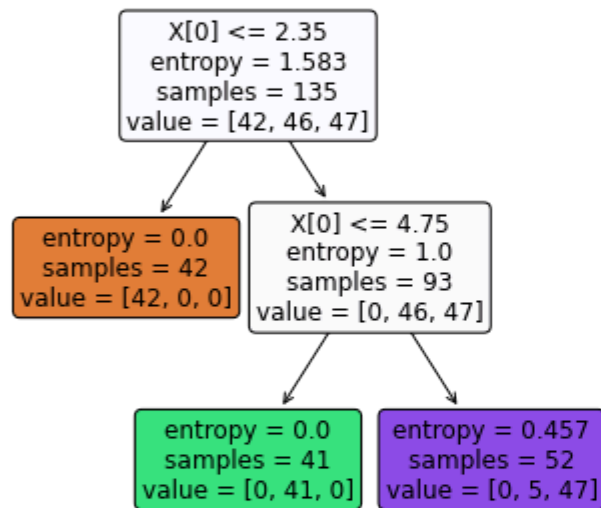 X[0] <= 2.35
entropy = 1.583
samples = 135
value = [42, 46, 47]
entropy = 0.0
samples = 42
value = [42, 0, 0]
X[0] <= 4.75
entropy = 1.0
samples = 93
value = [0, 46, 47]
entropy = 0.0
samples = 41
value = [0, 41, 0]
entropy = 0.457
samples = 52
value = [0, 5, 47]